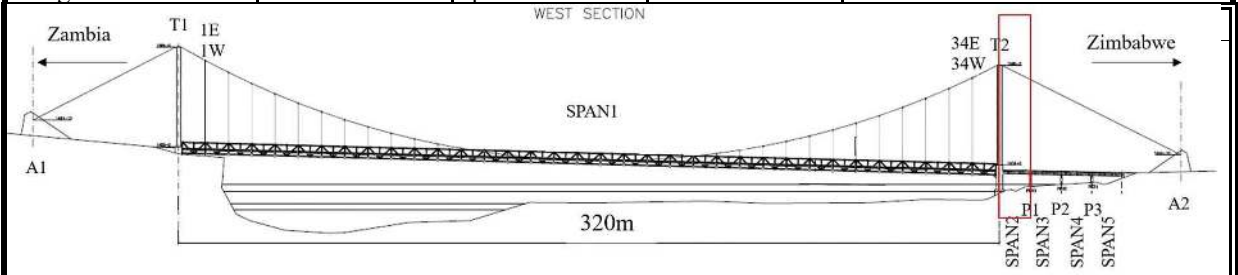 WEST SECTION
Zambia
T1
1E
1W
34E
34W
T2
Zimbabwe
SPAN1
A1
P1
P2
P3
A2
320m
SPAN2
SPAN3
SPAN4
SPAN5